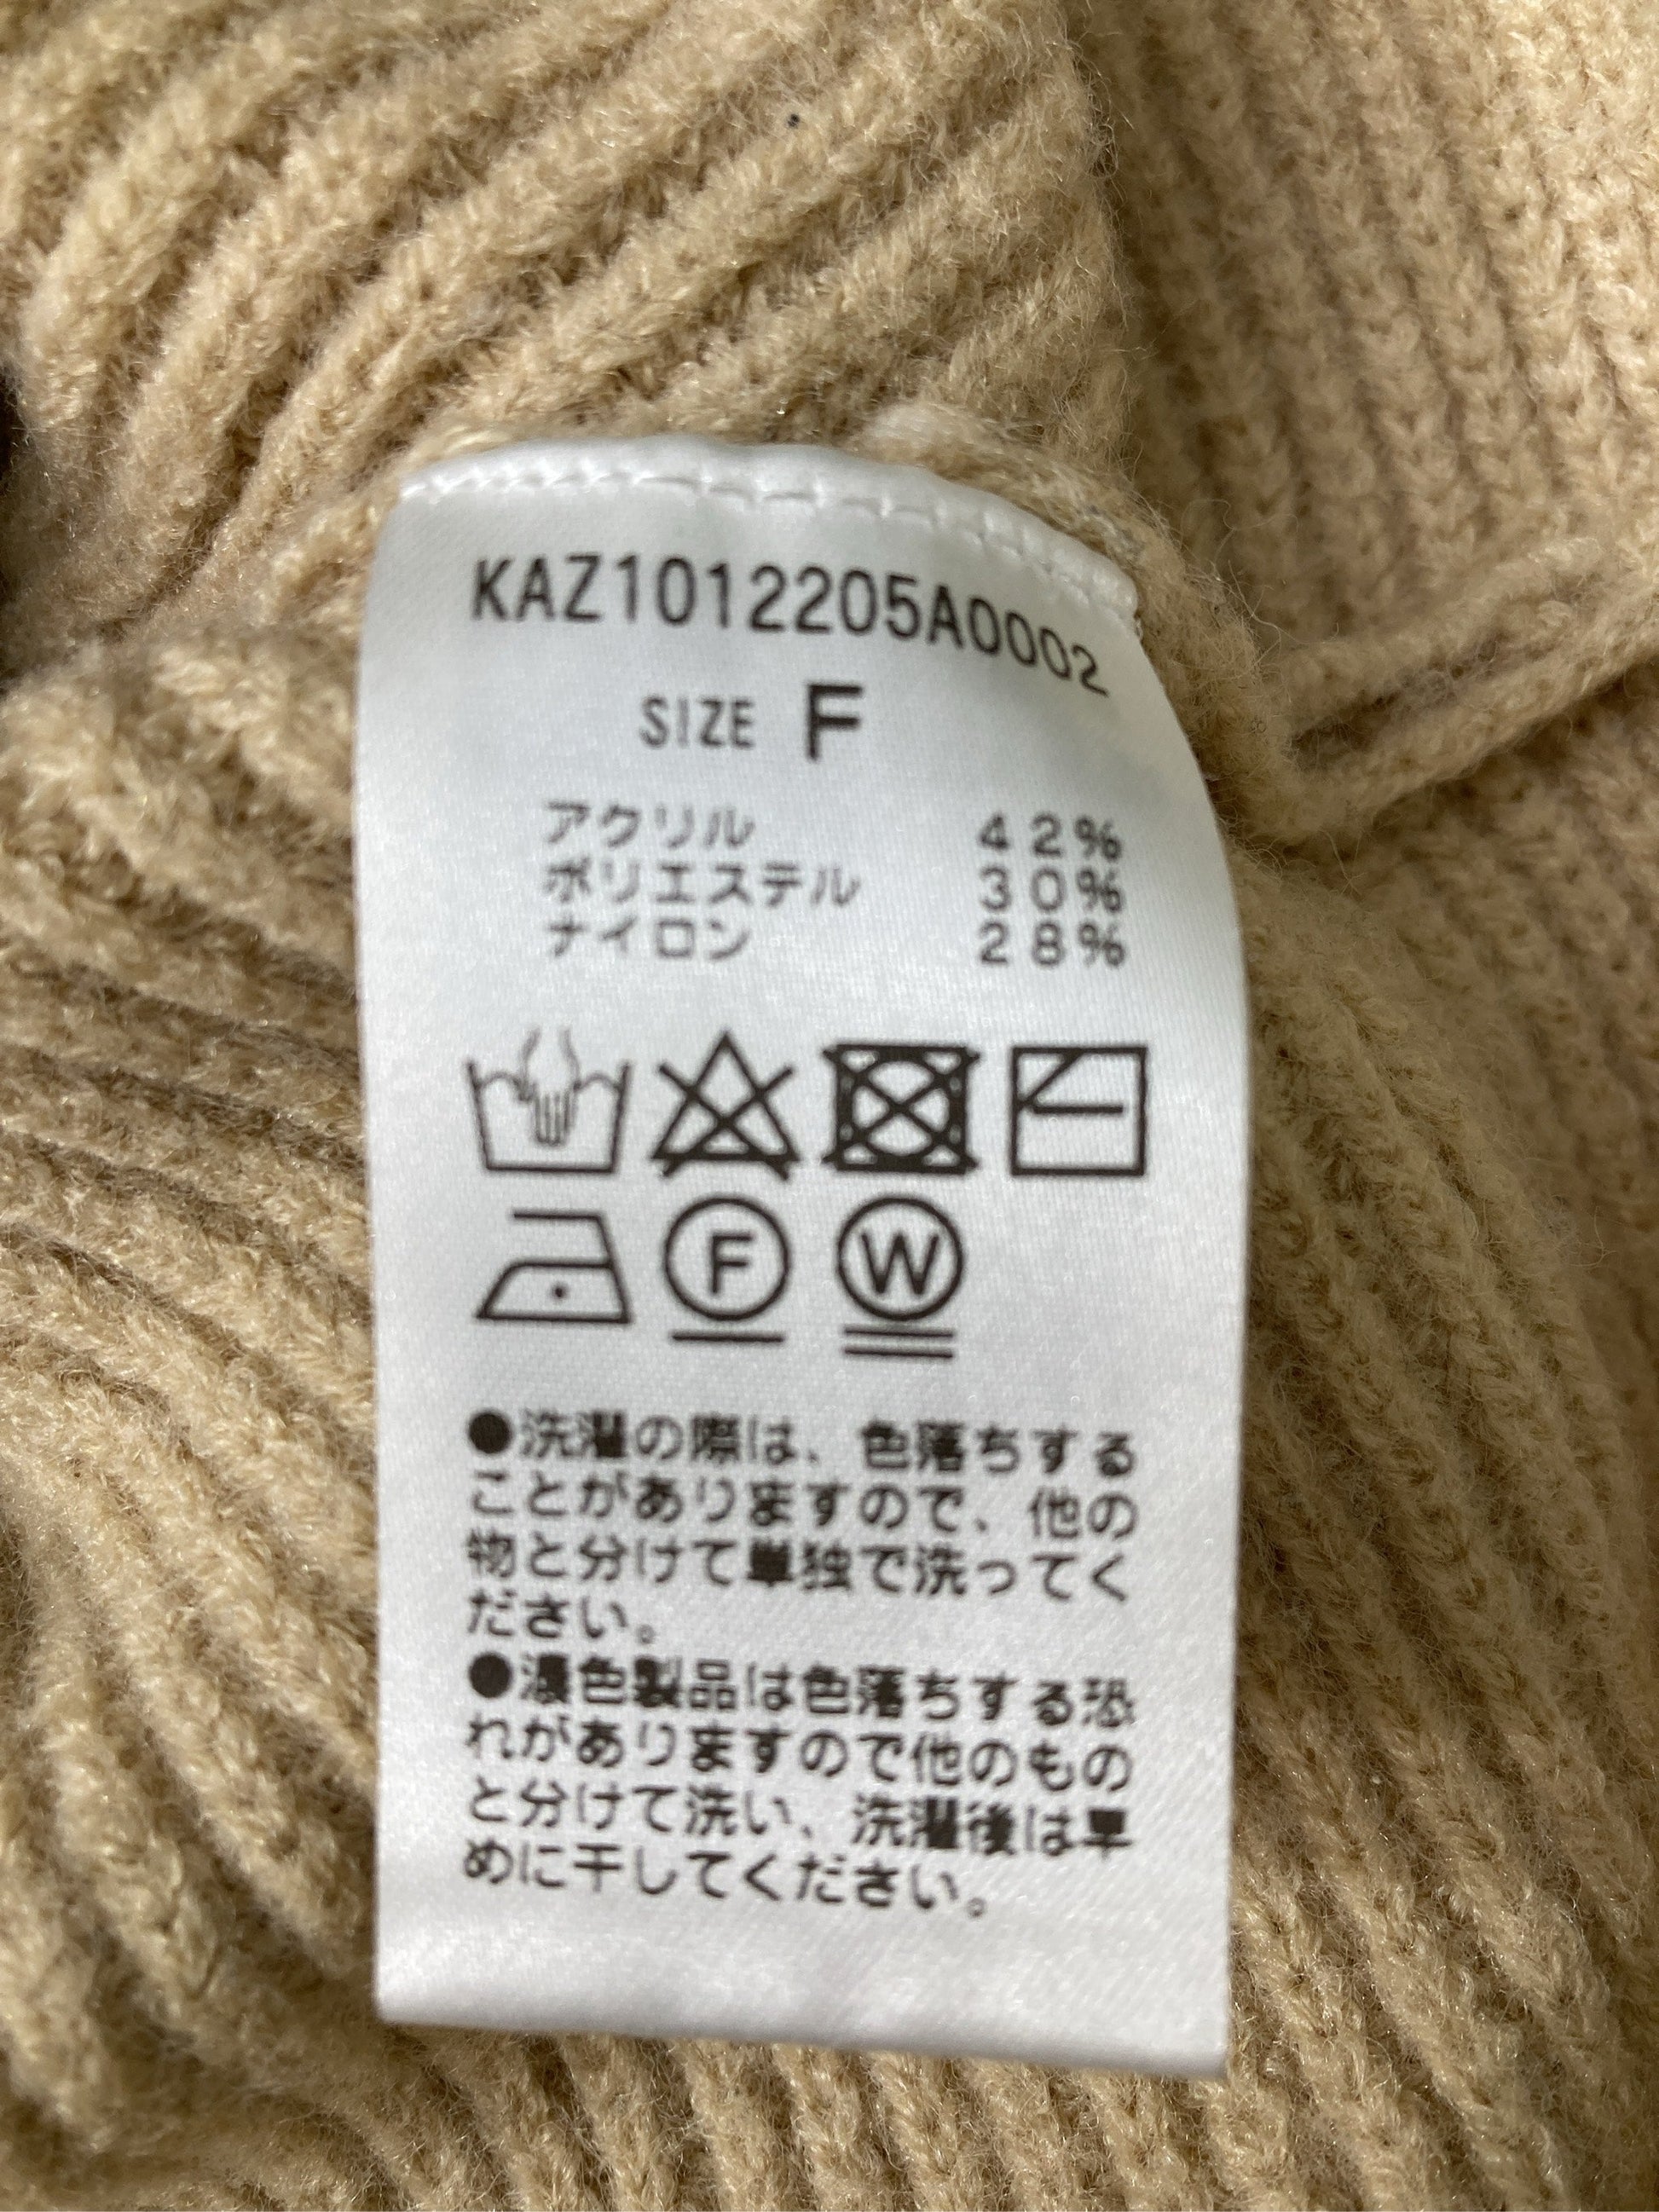 KAZ1012205A0002
SIZE F
アクリル 42%
ポリエステル 30%
ナイロン 28%
F W
●洗濯の際は、色落ちする
ことがありますので、他の
物と分けて単独で洗ってく
ださい。
●濃色製品は色落ちする恐
れがありますので他のもの
と分けて洗い、洗濯後は早
めに干してください。